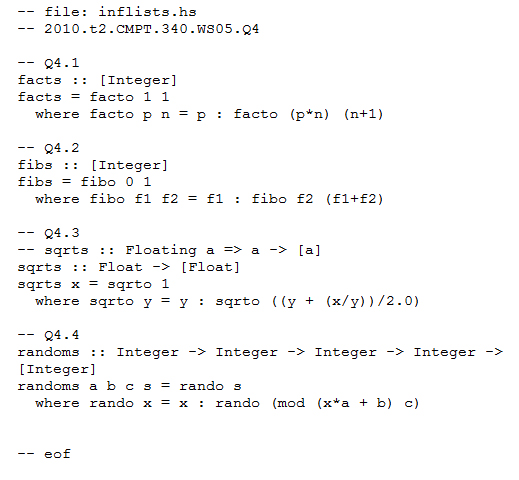 -- file: inflists.hs
-- 2010.t2.CMPT.340.WS05.Q4

-- Q4.1
facts :: [Integer]
facts = facto 1 1
  where facto p n = p : facto (p*n) (n+1)

-- Q4.2
fibs :: [Integer]
fibs = fibo 0 1
  where fibo f1 f2 = f1 : fibo f2 (f1+f2)

-- Q4.3
-- sqrts :: Floating a => a -> [a]
sqrts :: Float -> [Float]
sqrts x = sqrto 1
  where sqrto y = y : sqrto ((y + (x/y))/2.0)

-- Q4.4
randoms :: Integer -> Integer -> Integer -> Integer ->
[Integer]
randoms a b c s = rando s
  where rando x = x : rando (mod (x*a + b) c)


-- eof